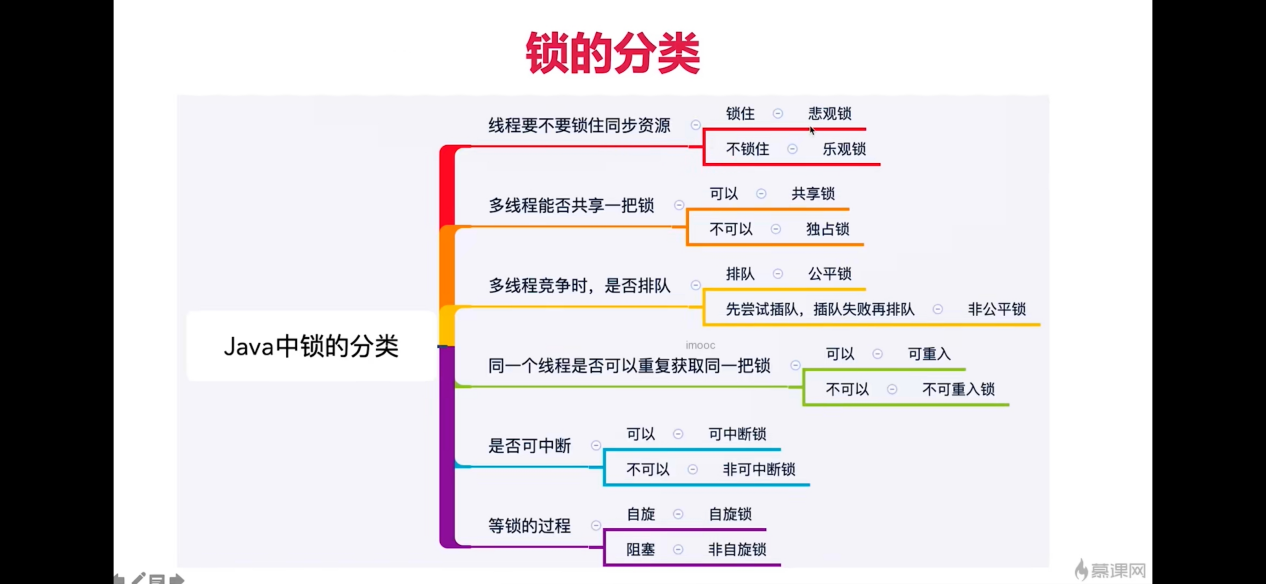 锁的分类
Java中锁的分类
线程要不要锁住同步资源
锁住 悲观锁
不锁住 乐观锁
多线程能否共享一把锁
可以 共享锁
不可以 独占锁
多线程竞争时，是否排队
排队 公平锁
先尝试插队，插队失败再排队 非公平锁
imooc
同一个线程是否可以重复获取同一把锁
可以 可重入
不可以 不可重入锁
是否可中断
可以 可中断锁
不可以 非可中断锁
等锁的过程
自旋 自旋锁
阻塞 非自旋锁
慕课网